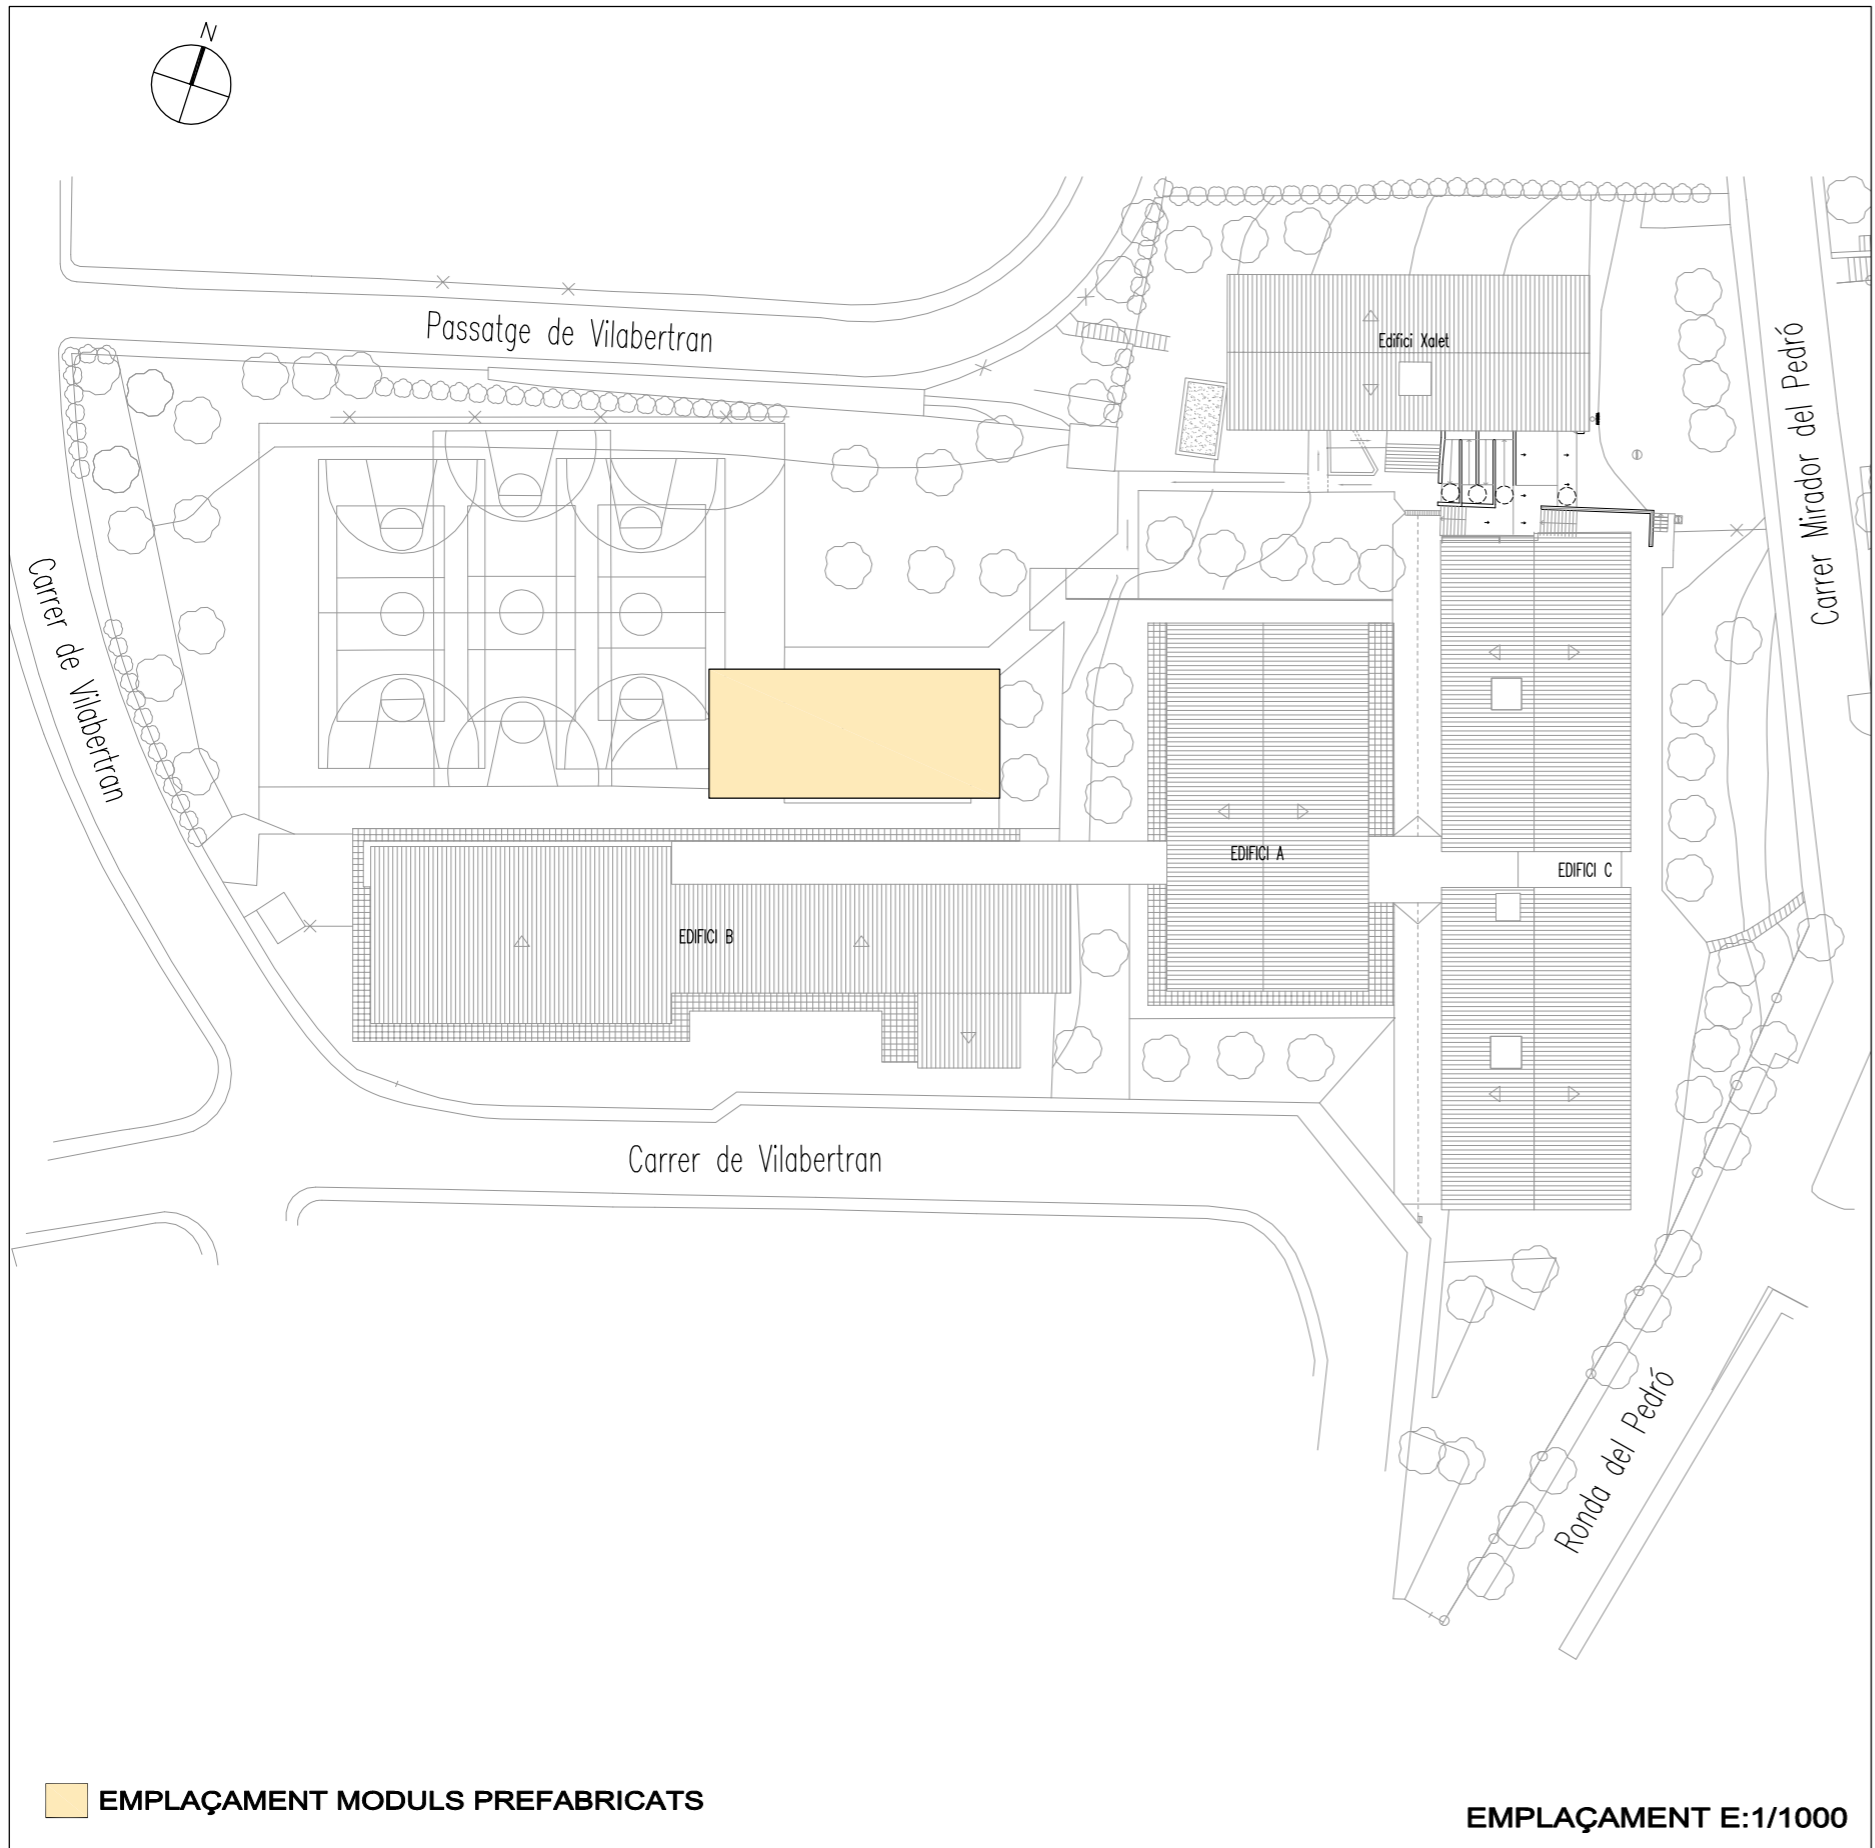 N
Passatge de Vilabertran
Edifici Xalet
Carrer Mirador del Pedró
Carrer de Vilabertran
EDIFICI A
EDIFICI C
EDIFICI B
Carrer de Vilabertran
Ronda del Pedró
EMPLAÇAMENT MODULS PREFABRICATS
EMPLAÇAMENT E:1/1000